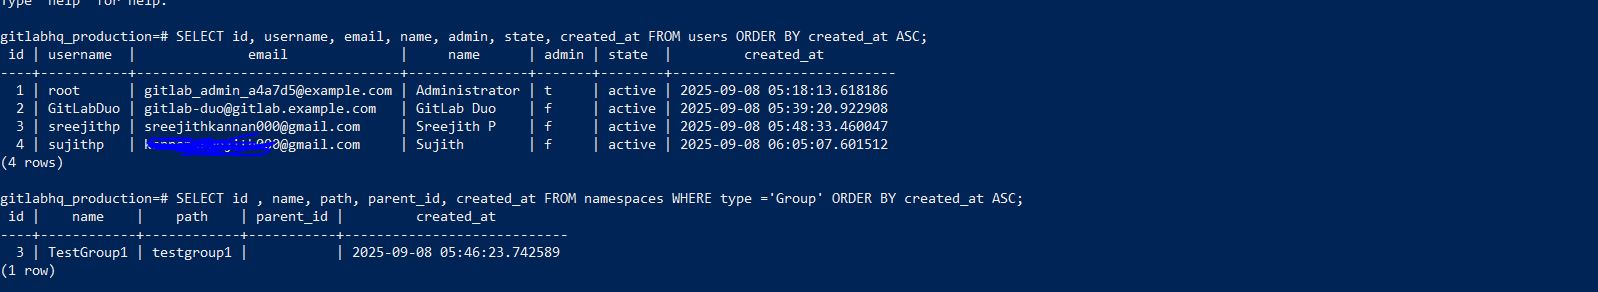 Type "help" for help.
gitlabhq_production=# SELECT id, username, email, name, admin, state, created_at FROM users ORDER BY created_at ASC;
 id | username  |              email              |     name      | admin | state  |         created_at
----+-----------+---------------------------------+---------------+-------+--------+----------------------------
  1 | root      | gitlab_admin_a4a7d5@example.com | Administrator | t     | active | 2025-09-08 05:18:13.618186
  2 | GitLabDuo | gitlab-duo@gitlab.example.com   | GitLab Duo    | f     | active | 2025-09-08 05:39:20.922908
  3 | sreejithp | sreejithkannan000@gmail.com     | Sreejith P    | f     | active | 2025-09-08 05:48:33.460047
  4 | sujithp   | @gmail.com     | Sujith        | f     | active | 2025-09-08 06:05:07.601512
(4 rows)
gitlabhq_production=# SELECT id , name, path, parent_id, created_at FROM namespaces WHERE type ='Group' ORDER BY created_at ASC;
 id |    name    |    path    | parent_id |         created_at
----+------------+------------+-----------+----------------------------
  3 | TestGroup1 | testgroup1 |           | 2025-09-08 05:46:23.742589
(1 row)